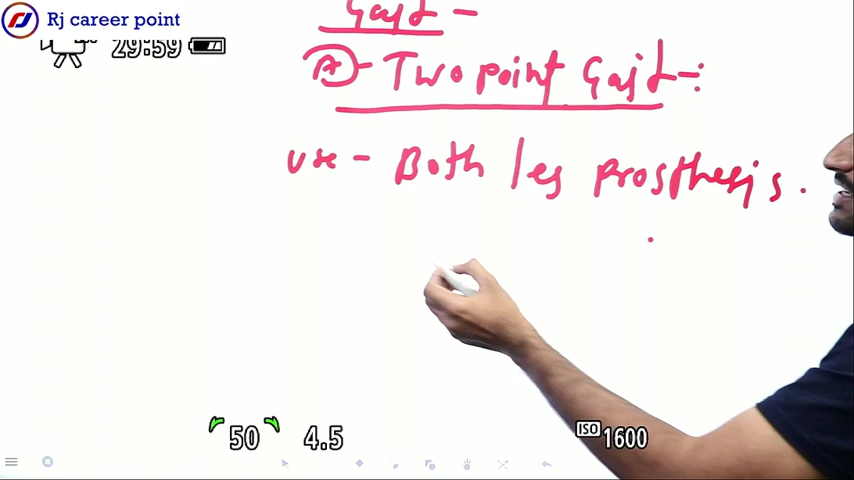 Rj career point
Gait -
29:59
A - Two point Gait -:
use - Both leg prosthesis.
50 4.5
ISO 1600